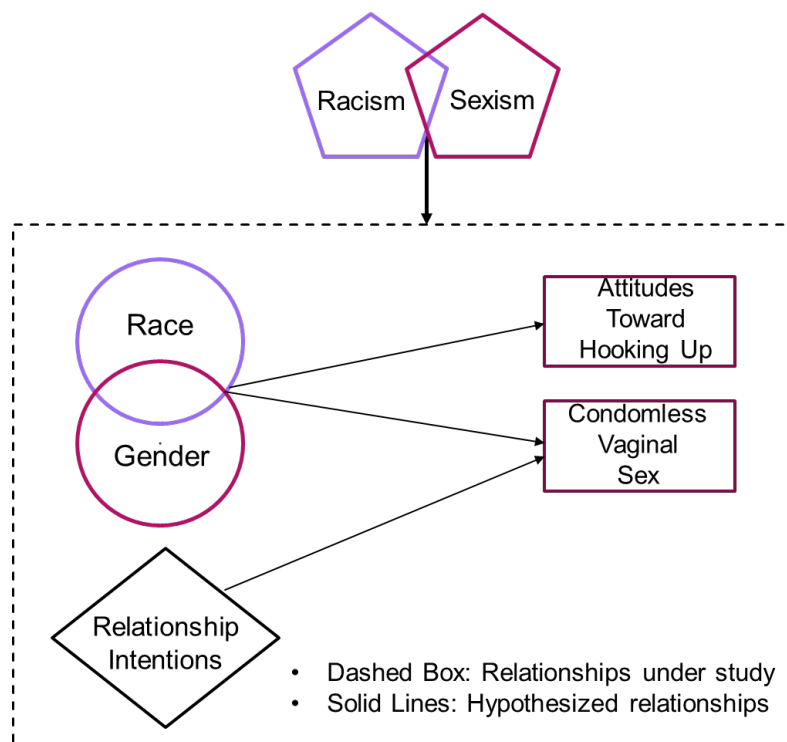 Racism
Sexism
Race
Gender
Attitudes
Toward
Hooking Up
Condomless
Vaginal
Sex
Relationship
Intentions
• Dashed Box: Relationships under study
• Solid Lines: Hypothesized relationships